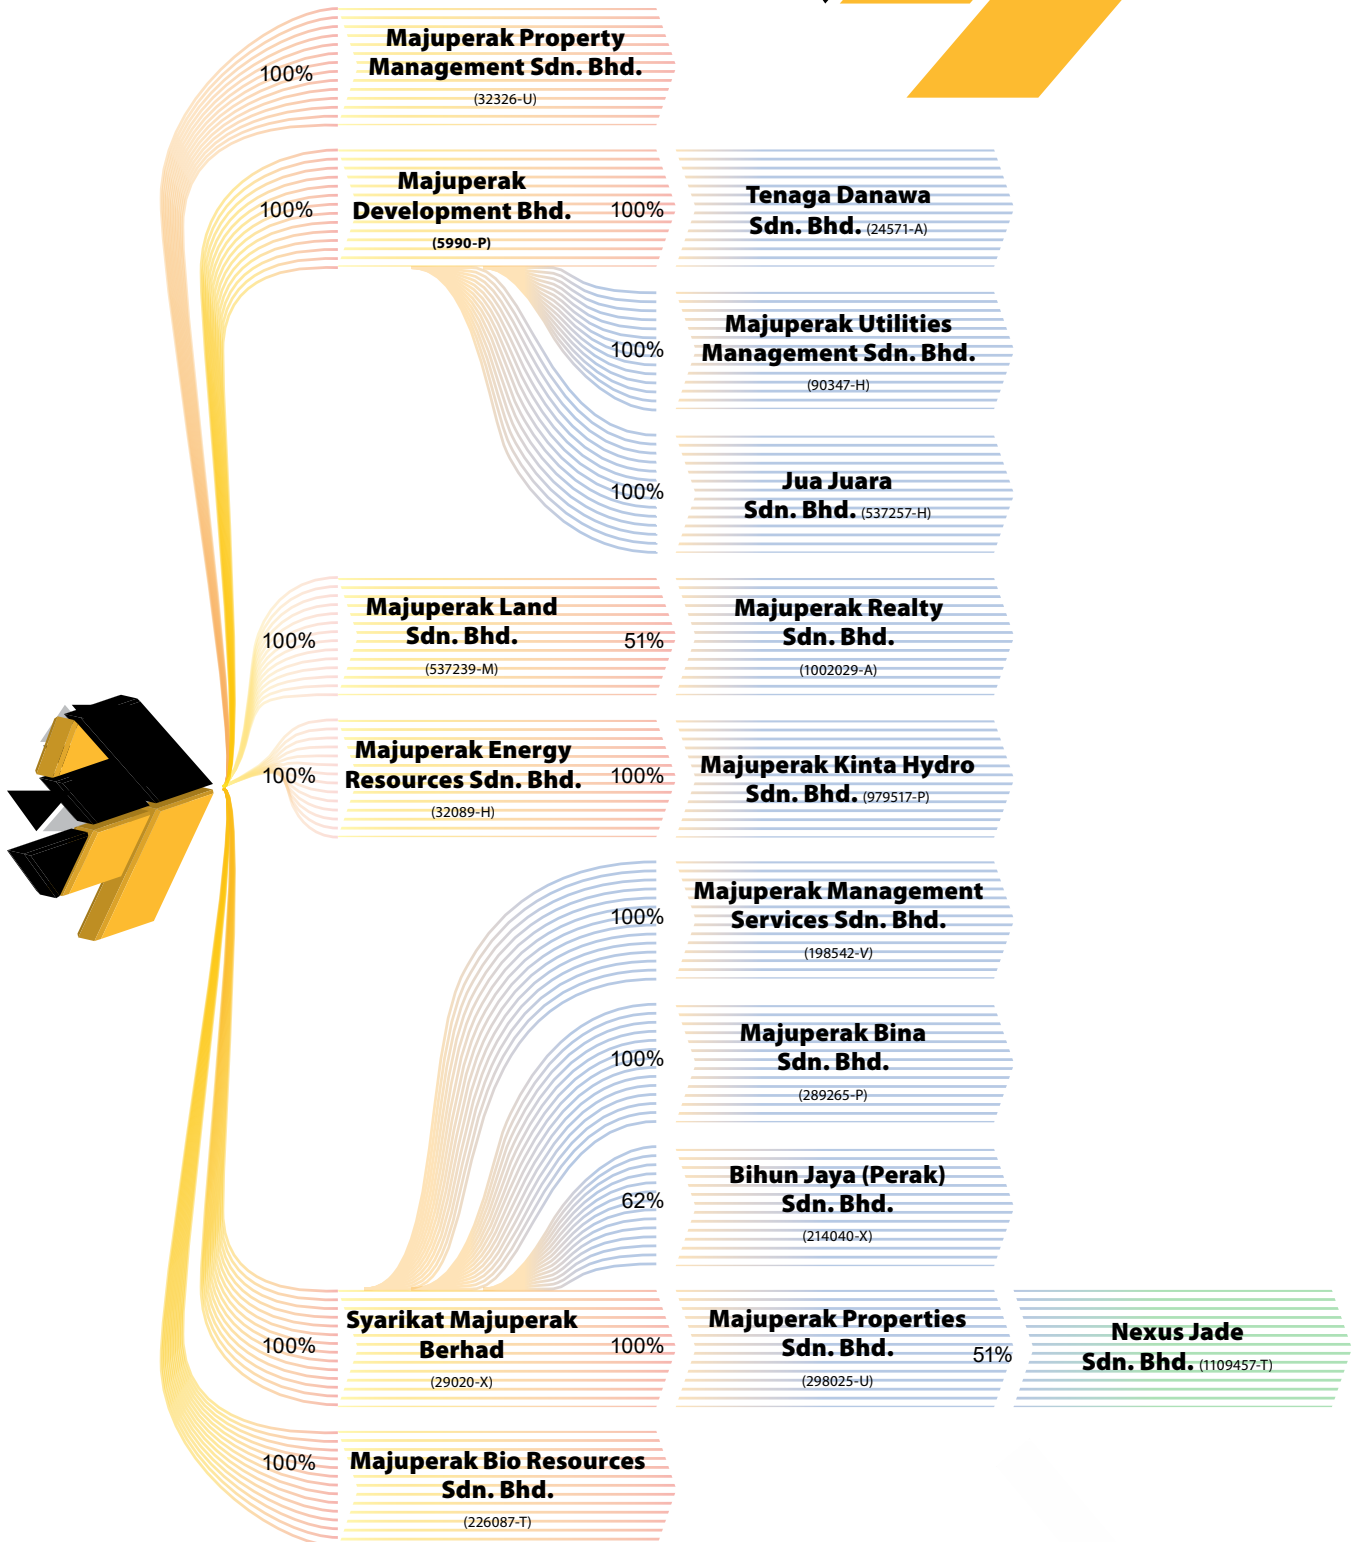 Majuperak Property
Management Sdn. Bhd.
100%
(32326-U)
Majuperak
Development Bhd.
100%
(5990-P)
100%
Tenaga Danawa
Sdn. Bhd. (24571-A)
Majuperak Utilities
Management Sdn. Bhd.
100%
(90347-H)
Jua Juara
100%
Sdn. Bhd. (537257-H)
Majuperak Land
Sdn. Bhd.
100%
(537239-M)
51%
Majuperak Realty
Sdn. Bhd.
(1002029-A)
Majuperak Energy
100%
Resources Sdn. Bhd.
(32089-H)
100%
Majuperak Kinta Hydro
Sdn. Bhd. (979517-P)
Majuperak Management
100%
Services Sdn. Bhd.
(198542-V)
Majuperak Bina
100%
Sdn. Bhd.
(289265-P)
Bihun Jaya (Perak)
62%
Sdn. Bhd.
(214040-X)
Syarikat Majuperak
100%
Berhad
(29020-X)
100%
Majuperak Properties
Sdn. Bhd.
(298025-U)
51%
Nexus Jade
Sdn. Bhd. (1109457-T)
100%
Majuperak Bio Resources
Sdn. Bhd.
(226087-T)